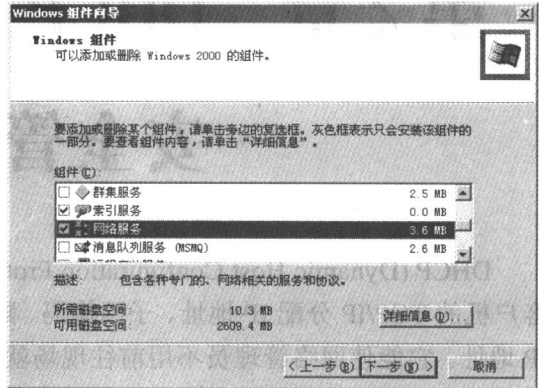 Windows 组件向导
Windows 组件
可以添加或删除 Windows 2000 的组件。
要添加或删除某个组件，请单击旁边的复选框。灰色框表示只会安装该组件的
一部分。要查看组件内容，请单击“详细信息”。
组件(C):
群集服务 2.5 MB
索引服务 0.0 MB
网络服务 3.6 MB
消息队列服务 (MSMQ) 2.6 MB
描述: 包含各种专门的、网络相关的服务和协议。
所需磁盘空间: 10.3 MB
可用磁盘空间: 2609.4 MB
详细信息(D)...
< 上一步(B)
下一步(N) >
取消